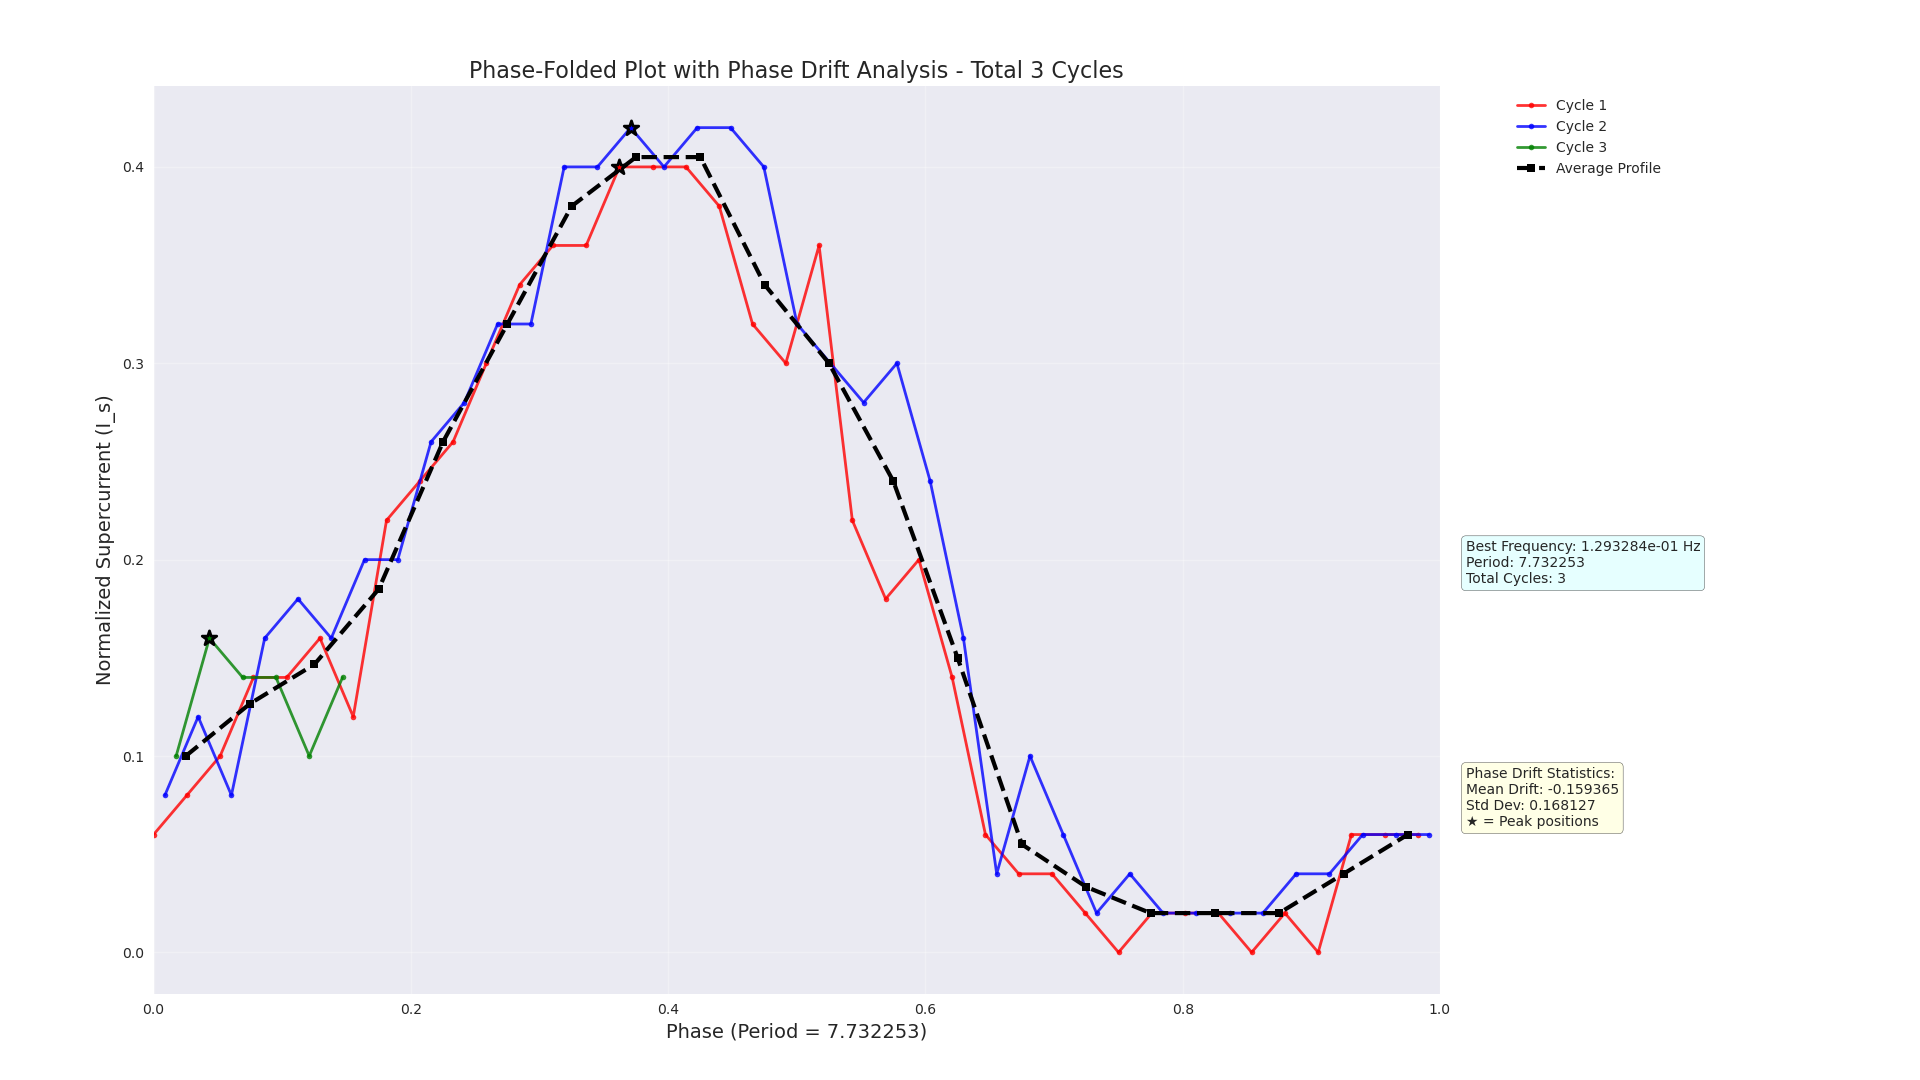 Phase-Folded Plot with Phase Drift Analysis - Total 3 Cycles
Cycle 1
Cycle 2
Cycle 3
Average Profile
Normalized Supercurrent (I_s)
0.4
0.3
0.2
0.1
0.0
0.0
0.2
0.4
0.6
0.8
1.0
Phase (Period = 7.732253)
Best Frequency: 1.293284e-01 Hz
Period: 7.732253
Total Cycles: 3
Phase Drift Statistics:
Mean Drift: -0.159365
Std Dev: 0.168127
★ = Peak positions